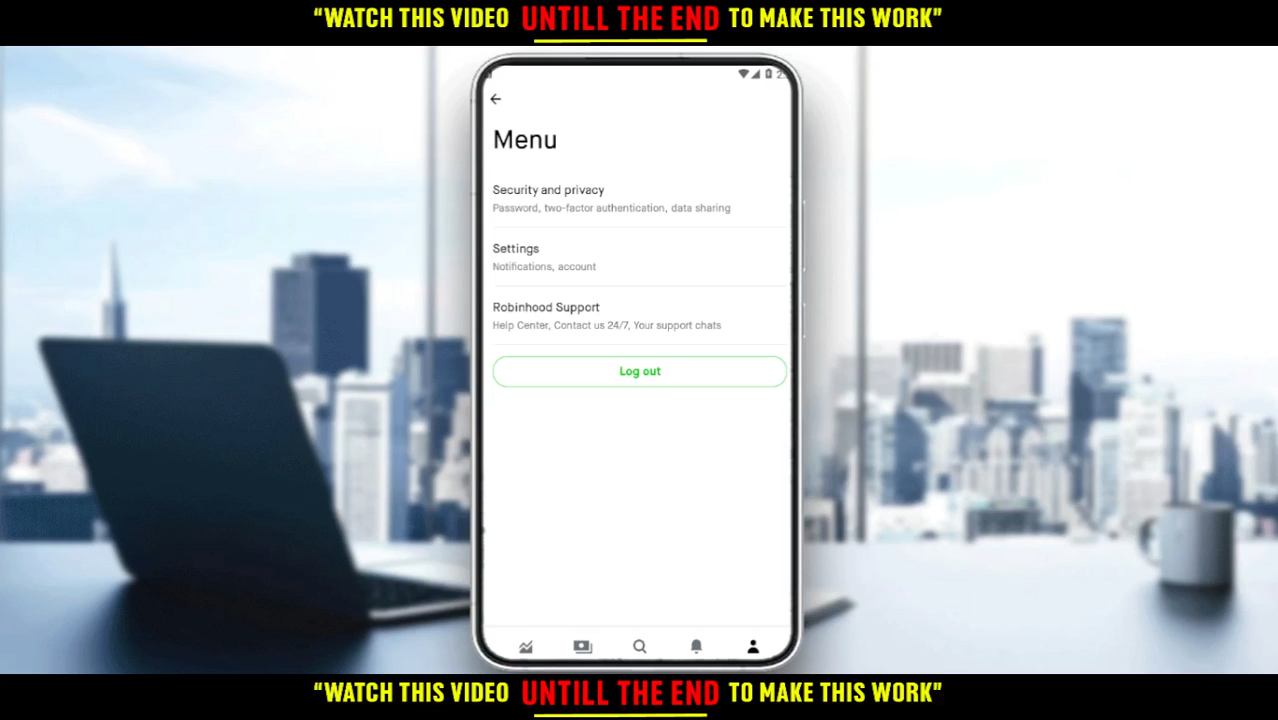 “WATCH THIS VIDEO UNTILL THE END TO MAKE THIS WORK”
Menu
Security and privacy
Password, two-factor authentication, data sharing
Settings
Notifications, account
Robinhood Support
Help Center, Contact us 24/7, Your support chats
Log out
“WATCH THIS VIDEO UNTILL THE END TO MAKE THIS WORK”